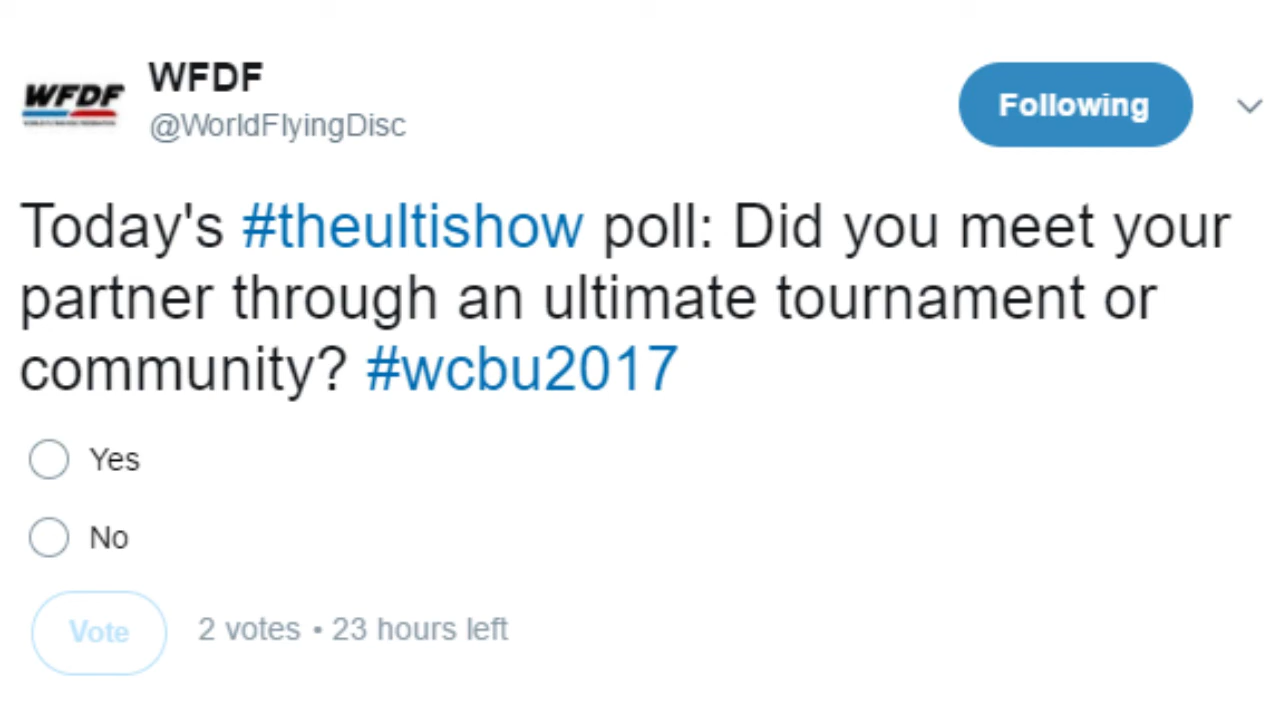 WFDF
WFDF
@WorldFlyingDisc
Following
Today's #theultishow poll: Did you meet your
partner through an ultimate tournament or
community? #wcbu2017
Yes
No
Vote
2 votes • 23 hours left